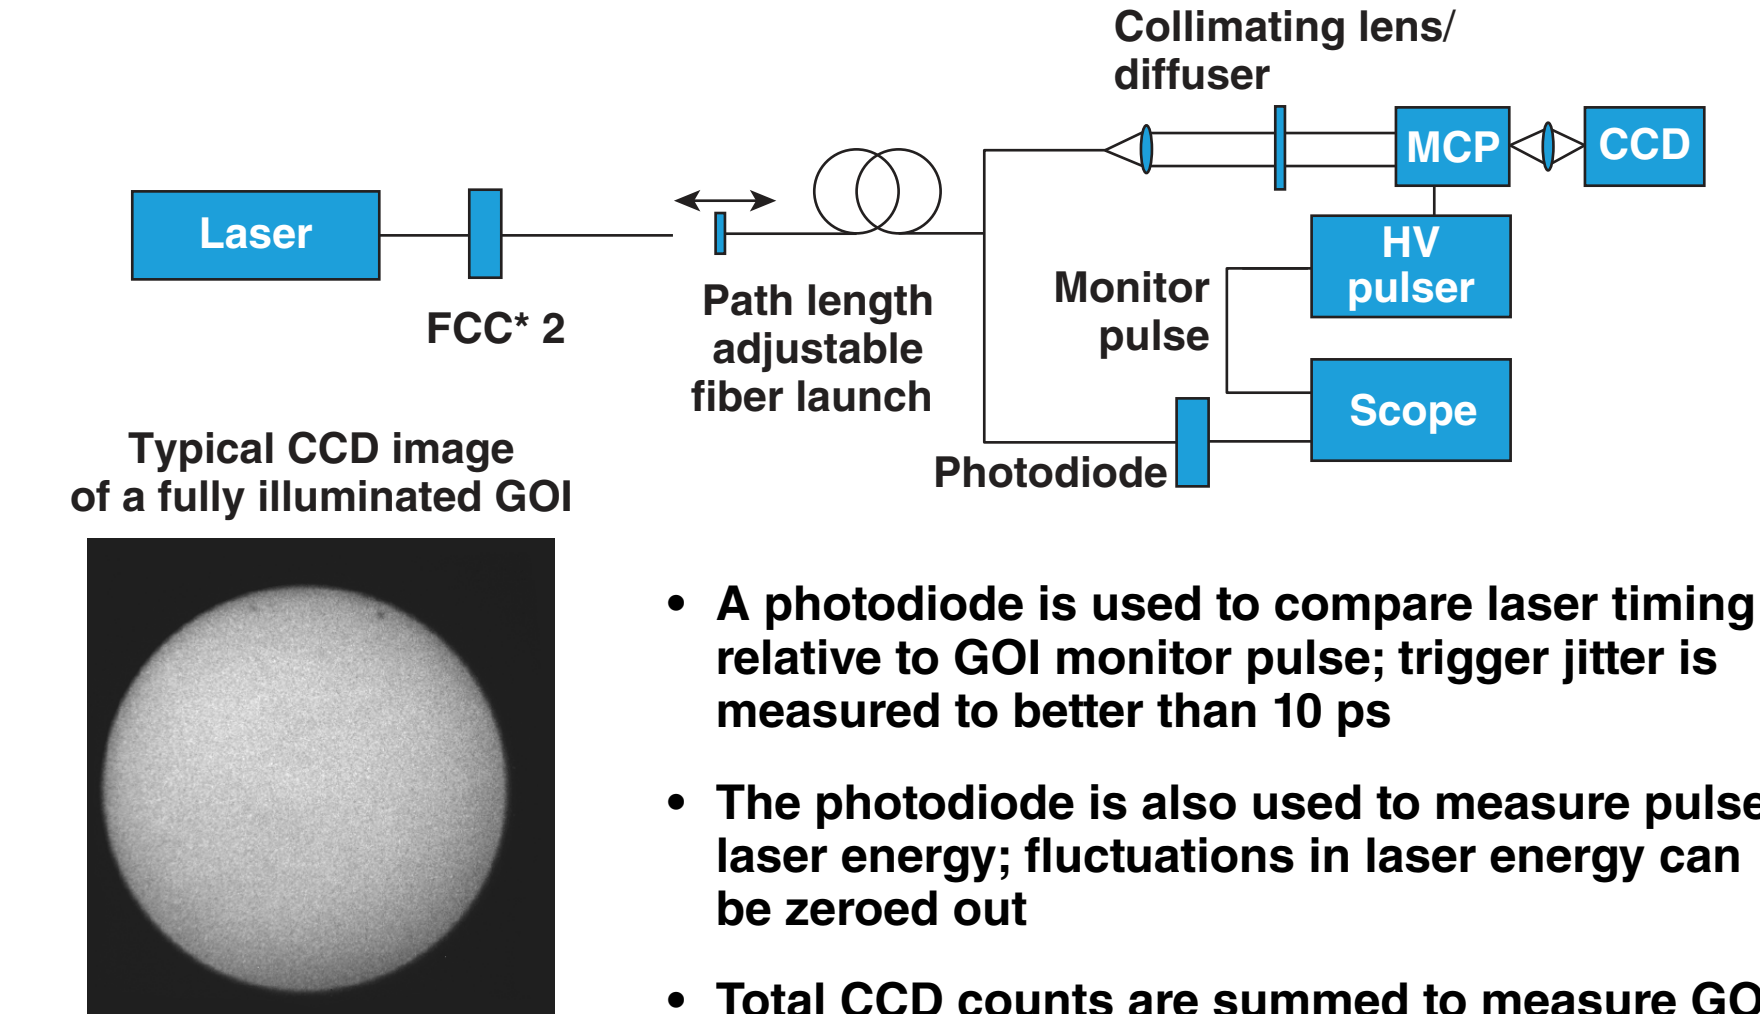 Collimating lens/
diffuser
MCP
CCD
Laser
HV
pulser
Monitor
pulse
Path length
adjustable
fiber launch
FCC* 2
Scope
Photodiode
Typical CCD image
of a fully illuminated GOI
• A photodiode is used to compare laser timing
relative to GOI monitor pulse; trigger jitter is
measured to better than 10 ps
• The photodiode is also used to measure pulse
laser energy; fluctuations in laser energy can
be zeroed out
• Total CCD counts are summed to measure GO